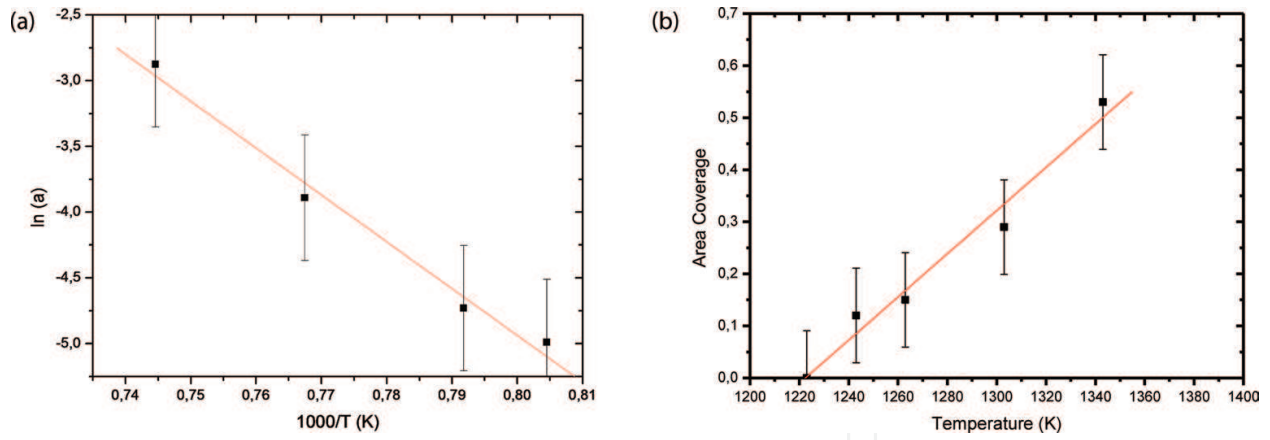 (a)
-2,5
-3,0
-3,5
-4,0
-4,5
-5,0
ln (a)
0,74 0,75 0,76 0,77 0,78 0,79 0,80 0,81
1000/T (K)
(b)
0,7
0,6
0,5
0,4
0,3
0,2
0,1
0,0
Area Coverage
1200 1220 1240 1260 1280 1300 1320 1340 1360 1380 1400
Temperature (K)